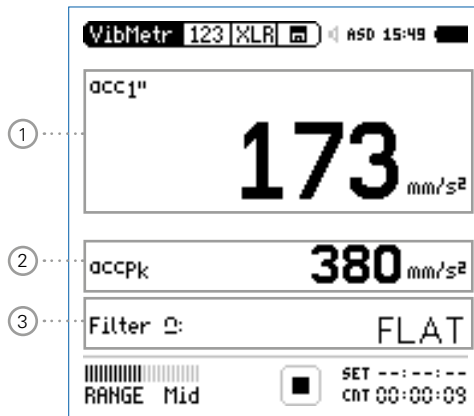 VibMetr 123 XLR ASD 15:49
acc1"
1
173 mm/s²
2
accPk 380 mm/s²
3
Filter Ω: FLAT
RANGE Mid
SET --:--:--
CNT 00:00:09